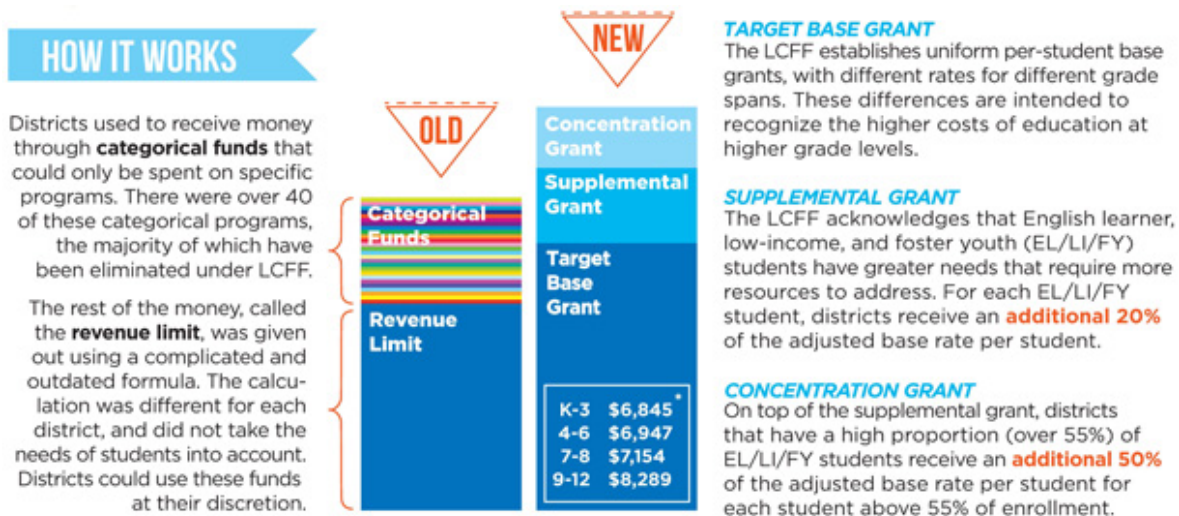 HOW IT WORKS
Districts used to receive money
through categorical funds that
could only be spent on specific
programs. There were over 40
of these categorical programs,
the majority of which have
been eliminated under LCFF.
The rest of the money, called
the revenue limit, was given
out using a complicated and
outdated formula. The calcu-
lation was different for each
district, and did not take the
needs of students into account.
Districts could use these funds
at their discretion.
OLD
Categorical
Funds
Revenue
Limit
NEW
Concentration
Grant
Supplemental
Grant
Target
Base
Grant
K-3 $6,845*
4-6 $6,947
7-8 $7,154
9-12 $8,289
TARGET BASE GRANT
The LCFF establishes uniform per-student base
grants, with different rates for different grade
spans. These differences are intended to
recognize the higher costs of education at
higher grade levels.
SUPPLEMENTAL GRANT
The LCFF acknowledges that English learner,
low-income, and foster youth (EL/LI/FY)
students have greater needs that require more
resources to address. For each EL/LI/FY
student, districts receive an additional 20%
of the adjusted base rate per student.
CONCENTRATION GRANT
On top of the supplemental grant, districts
that have a high proportion (over 55%) of
EL/LI/FY students receive an additional 50%
of the adjusted base rate per student for
each student above 55% of enrollment.